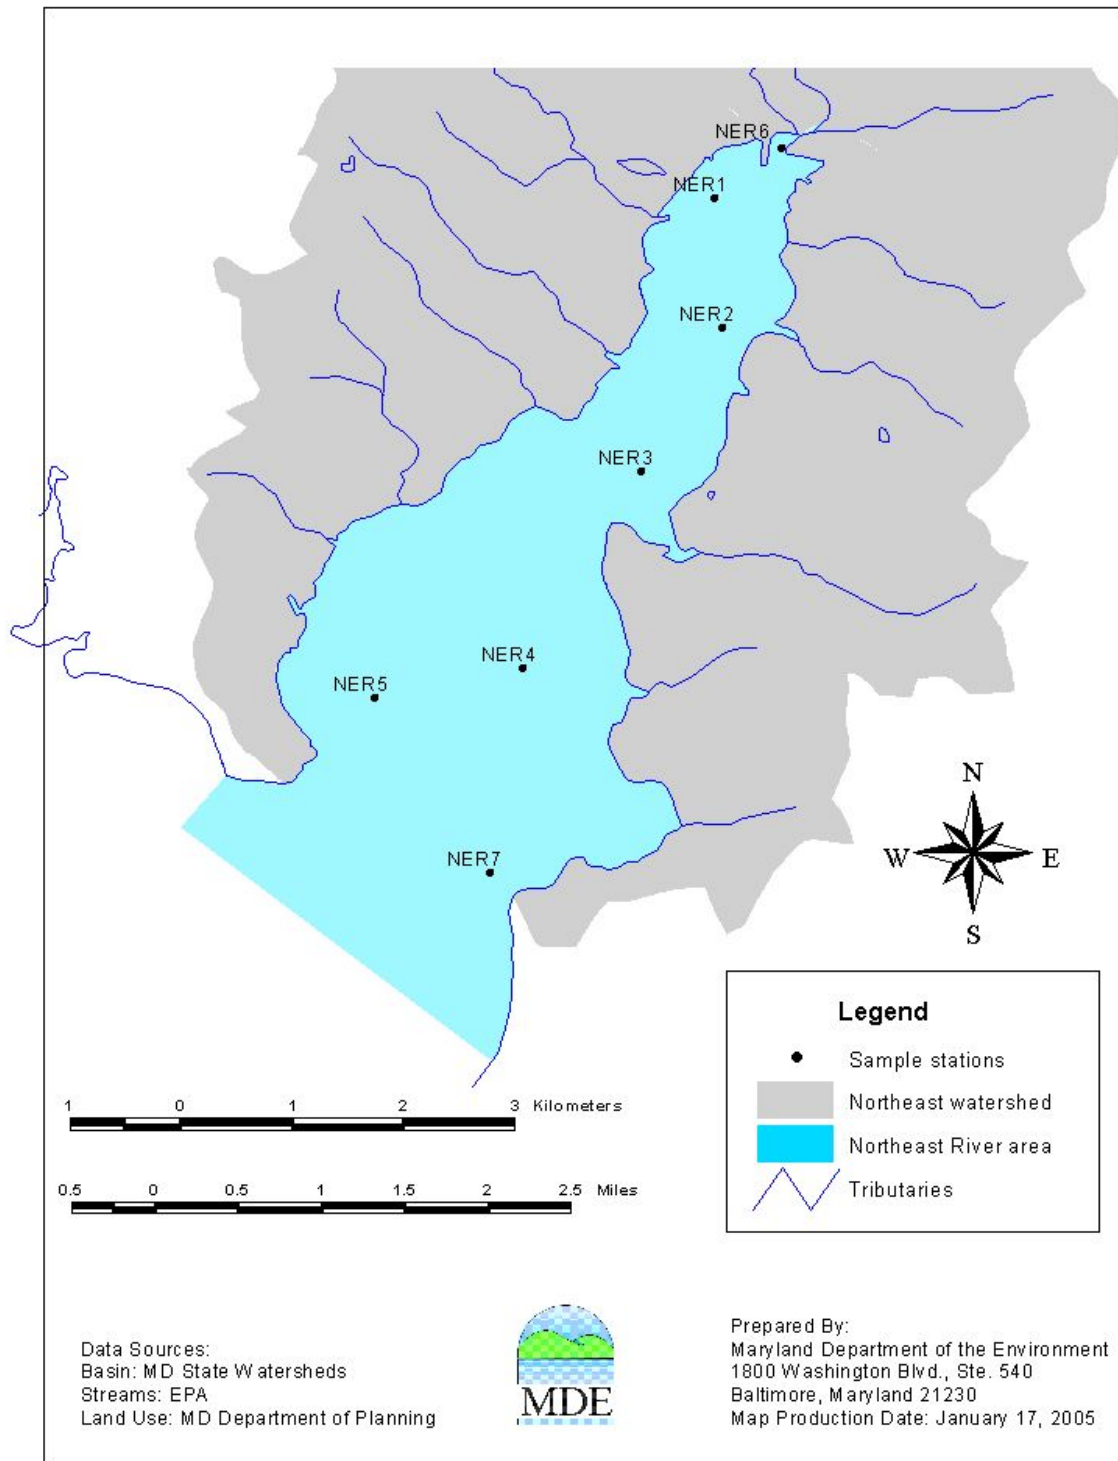 NER6
NER1
NER2
NER3
NER4
NER5
NER7
N
W E
S
Legend
Sample stations
Northeast watershed
Northeast River area
Tributaries
1 0 1 2 3 Kilometers
0.5 0 0.5 1 1.5 2 2.5 Miles
Data Sources:
Basin: MD State Watersheds
Streams: EPA
Land Use: MD Department of Planning
MDE
Prepared By:
Maryland Department of the Environment
1800 Washington Blvd., Ste. 540
Baltimore, Maryland 21230
Map Production Date: January 17, 2005